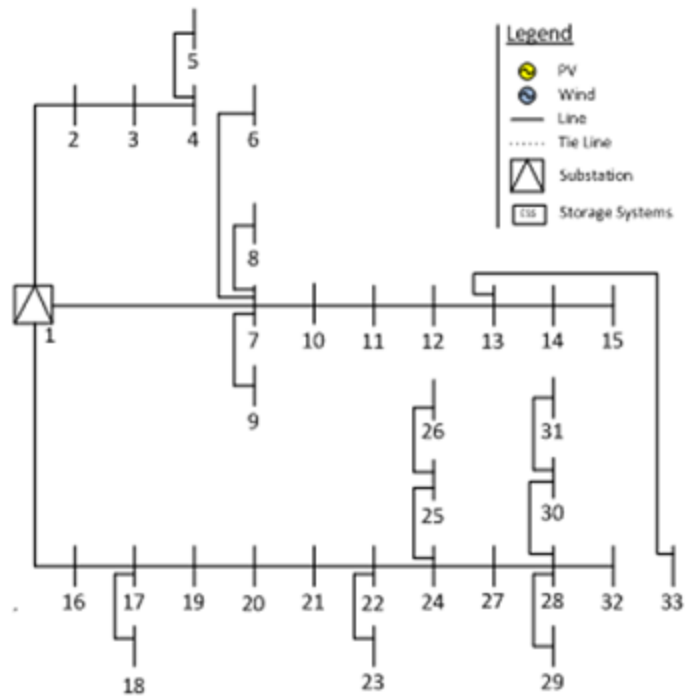 Legend
PV
Wind
Line
Tie Line
Substation
ESS Storage Systems
5
2 3 4 6
8
1
7 10 11 12 13 14 15
9
26 31
25 30
16 17 19 20 21 22 24 27 28 32 33
18 23 29